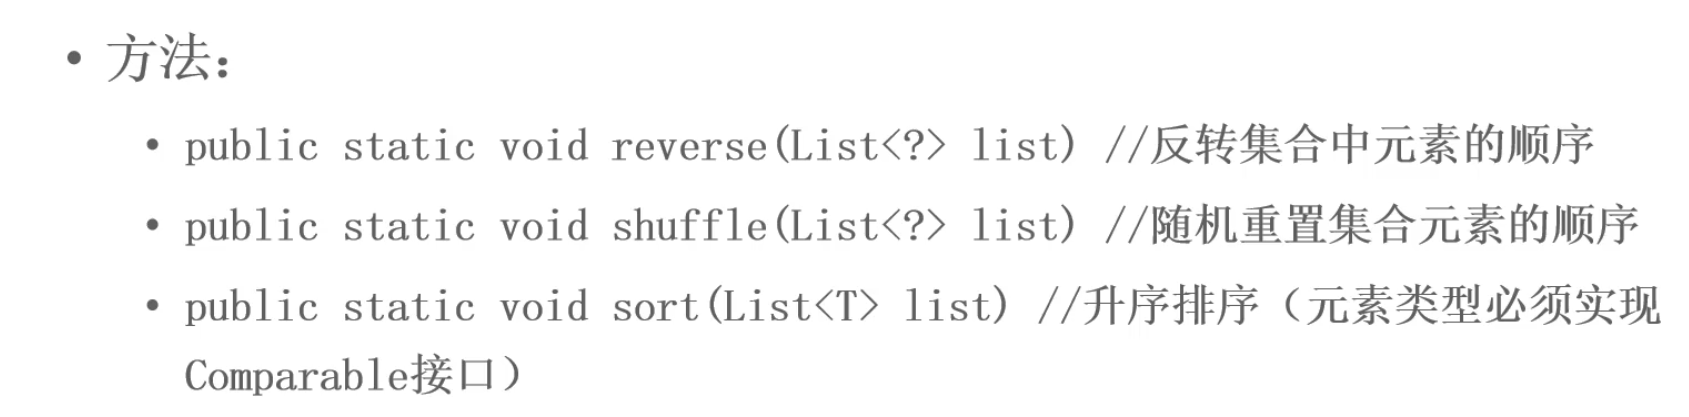 • 方法：
• public static void reverse(List<?> list) //反转集合中元素的顺序
• public static void shuffle(List<?> list) //随机重置集合元素的顺序
• public static void sort(List<T> list) //升序排序（元素类型必须实现
Comparable接口）